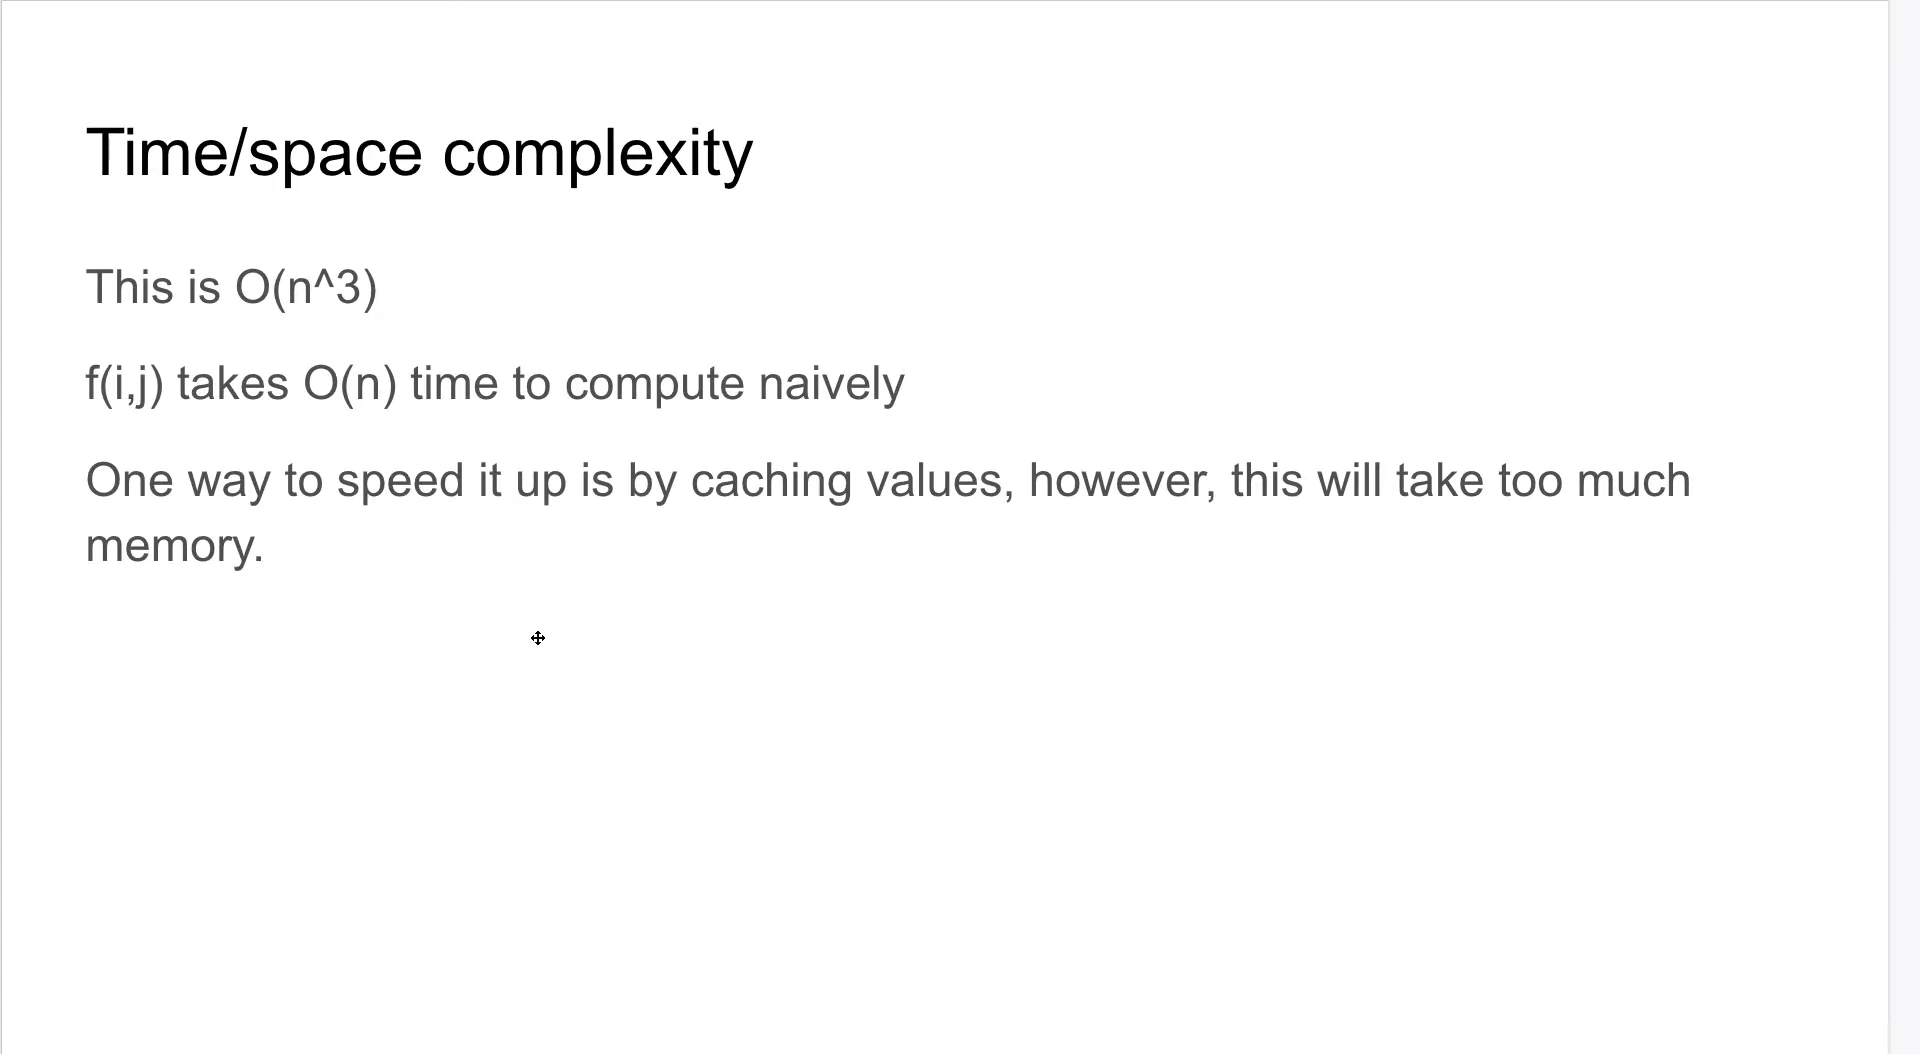 Time/space complexity
This is O(n^3)
f(i,j) takes O(n) time to compute naively
One way to speed it up is by caching values, however, this will take too much
memory.